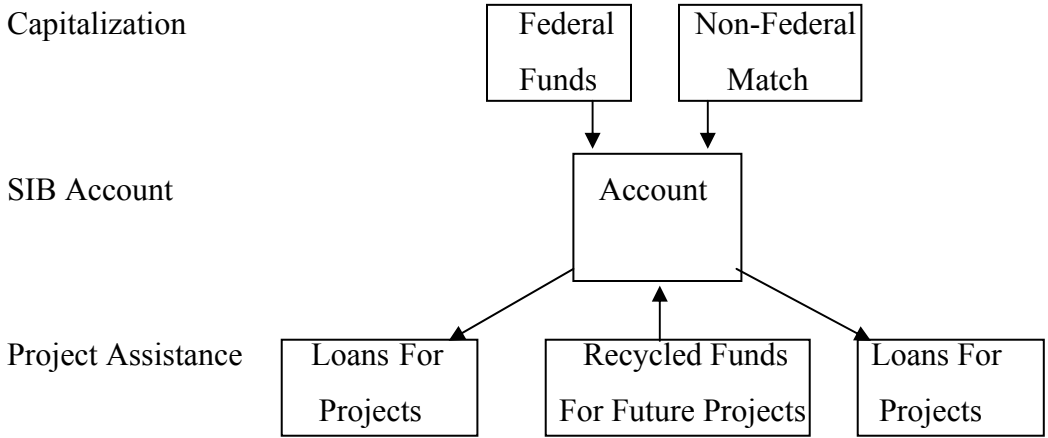 Capitalization
Federal
Funds
Non-Federal
Match
SIB Account
Account
Project Assistance
Loans For
Projects
Recycled Funds
For Future Projects
Loans For
Projects